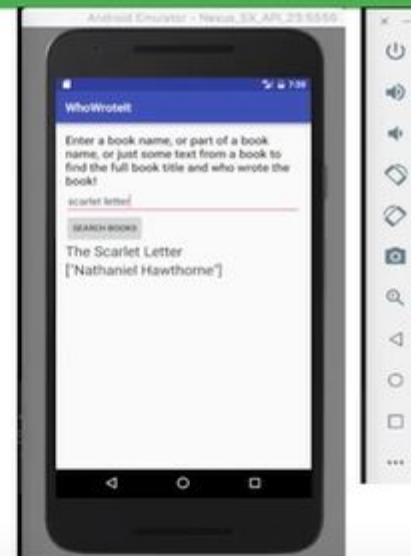 Android Emulator - Nexus_5X_API_23:5556
7:39
WhoWroteIt
Enter a book name, or part of a book
name, or just some text from a book to
find the full book title and who wrote the
book!
scarlet letter
SEARCH BOOKS
The Scarlet Letter
["Nathaniel Hawthorne"]